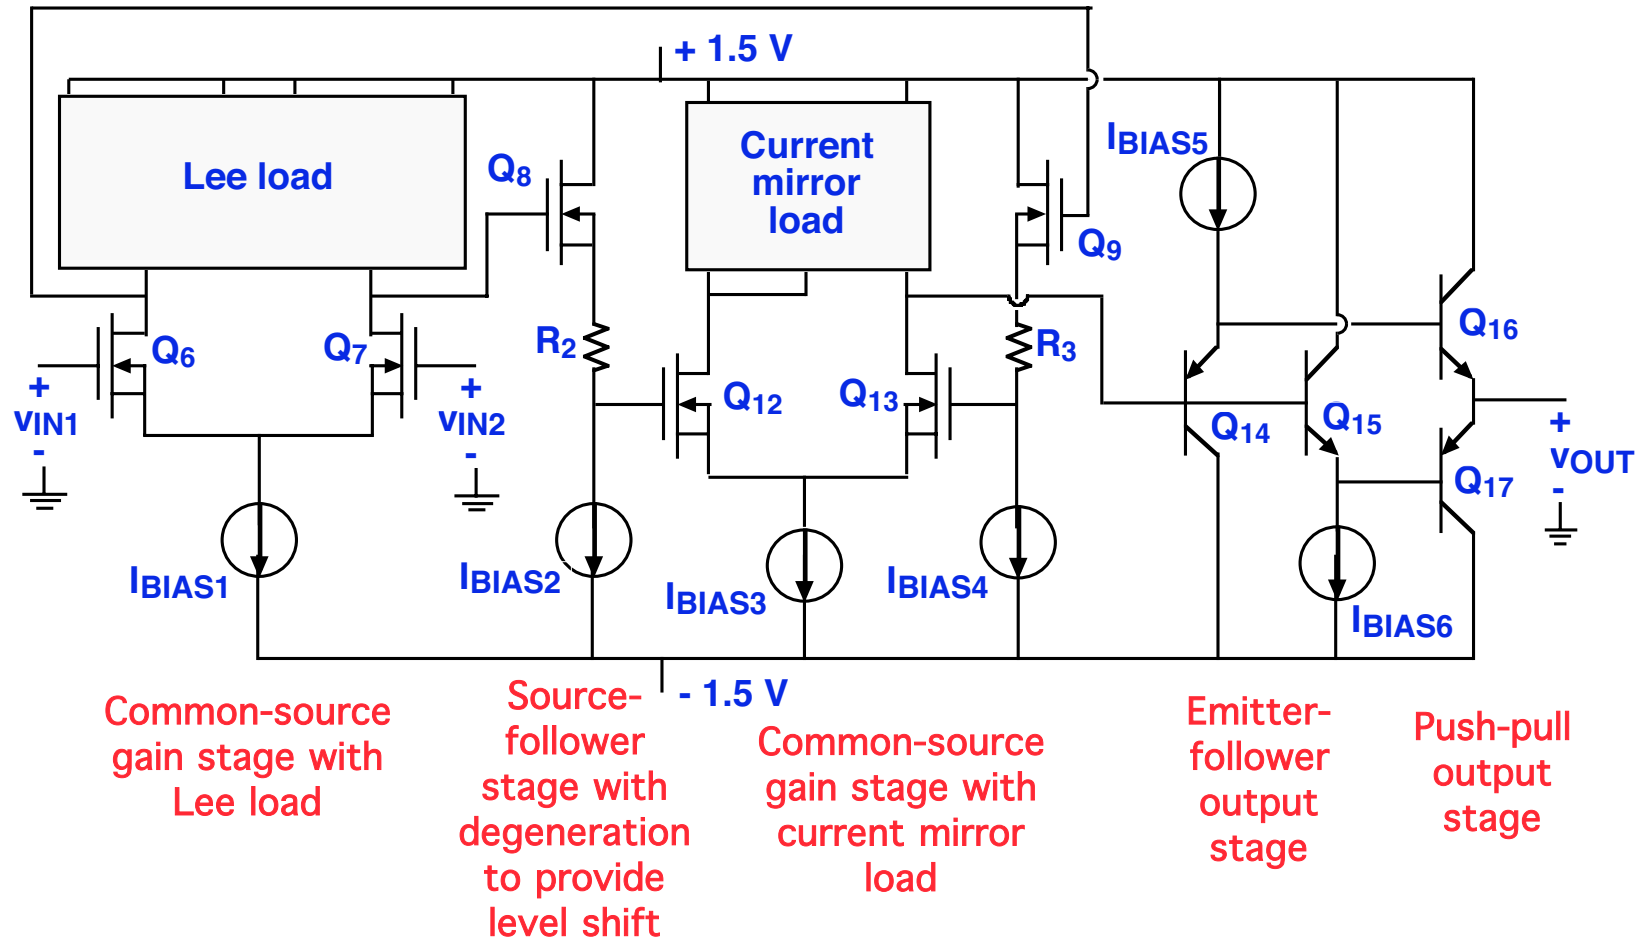 + 1.5 V
Lee load
Q8
Current
mirror
load
IBIAS5
Q9
Q6
Q7
R2
R3
Q16
+
vIN1
-
+
vIN2
-
Q12
Q13
Q14
Q15
+
vOUT
-
Q17
IBIAS1
IBIAS2
IBIAS3
IBIAS4
IBIAS6
- 1.5 V
Common-source
gain stage with
Lee load
Source-
follower
stage with
degeneration
to provide
level shift
Common-source
gain stage with
current mirror
load
Emitter-
follower
output
stage
Push-pull
output
stage